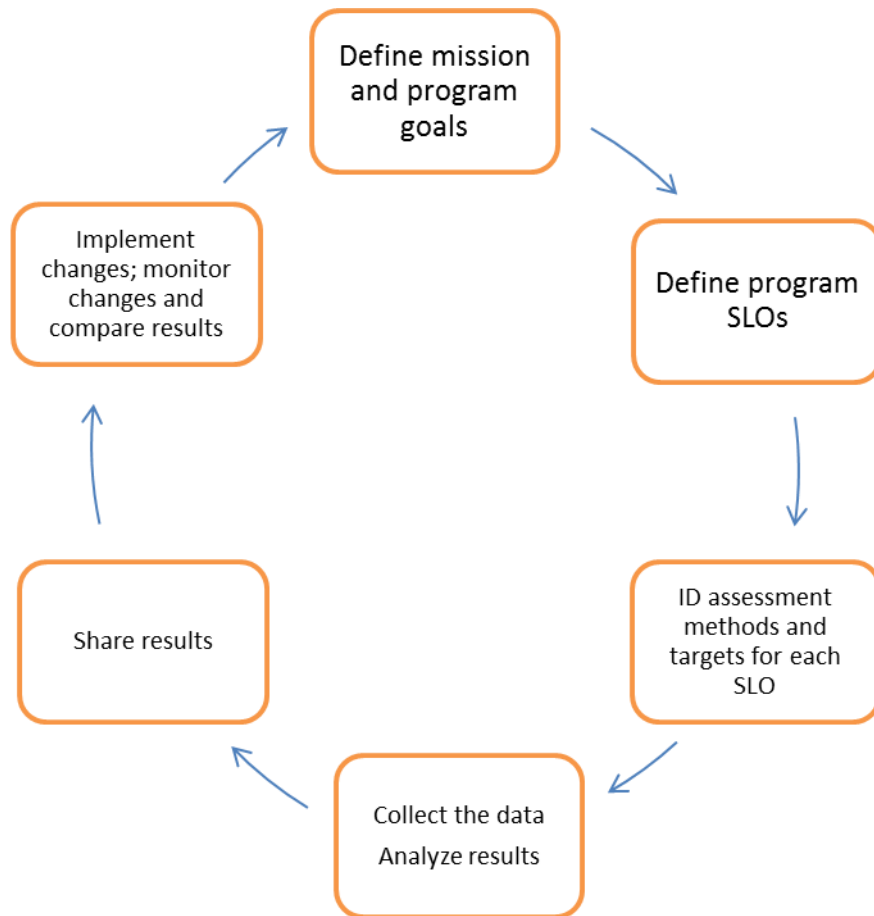 Define mission
and program
goals
Define program
SLOs
ID assessment
methods and
targets for each
SLO
Collect the data
Analyze results
Share results
Implement
changes; monitor
changes and
compare results